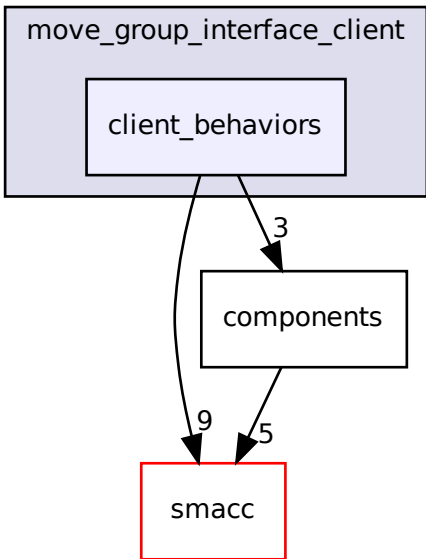 move_group_interface_client
client_behaviors
3
components
9
5
smacc